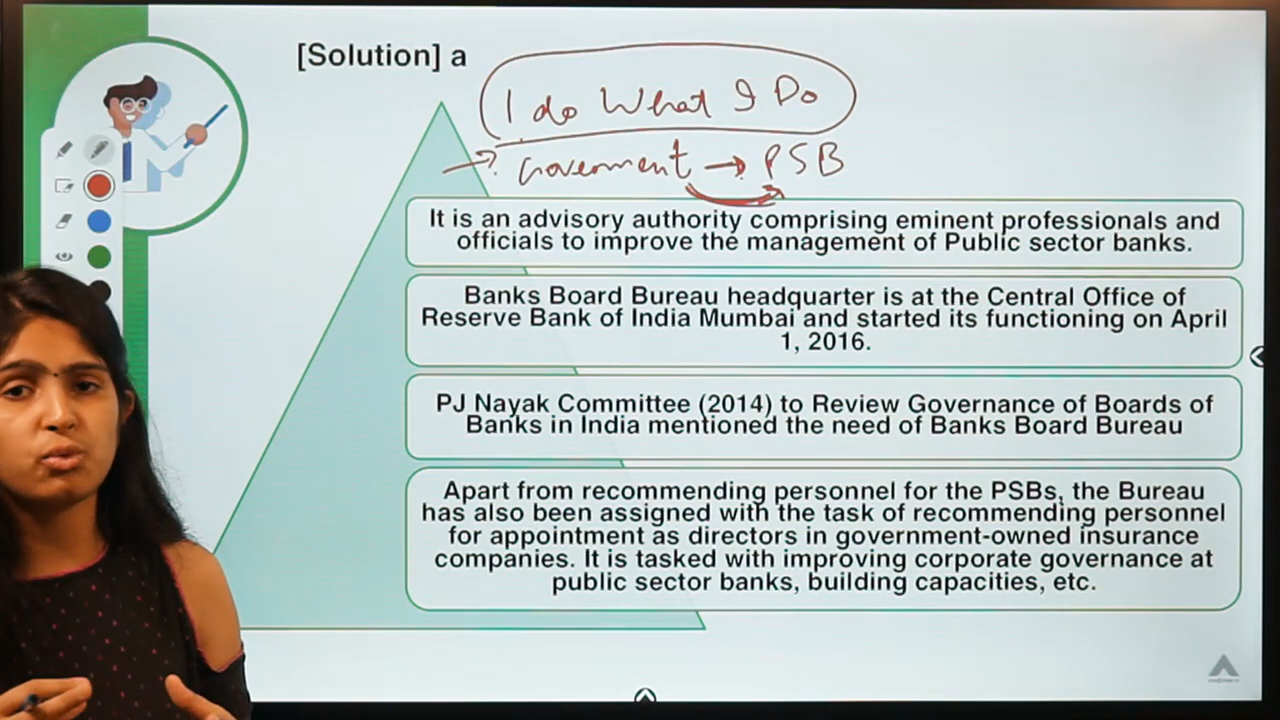 [Solution] a
I do What I Do
Government → PSB
It is an advisory authority comprising eminent professionals and
officials to improve the management of Public sector banks.
Banks Board Bureau headquarter is at the Central Office of
Reserve Bank of India Mumbai and started its functioning on April
1, 2016.
PJ Nayak Committee (2014) to Review Governance of Boards of
Banks in India mentioned the need of Banks Board Bureau
Apart from recommending personnel for the PSBs, the Bureau
has also been assigned with the task of recommending personnel
for appointment as directors in government-owned insurance
companies. It is tasked with improving corporate governance at
public sector banks, building capacities, etc.